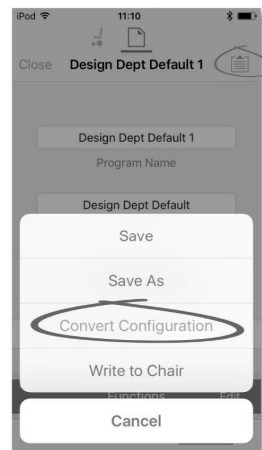 iPod 11:10
Close Design Dept Default 1
Design Dept Default 1
Program Name
Design Dept Default
Save
Save As
Convert Configuration
Write to Chair
Functions Edit
Cancel